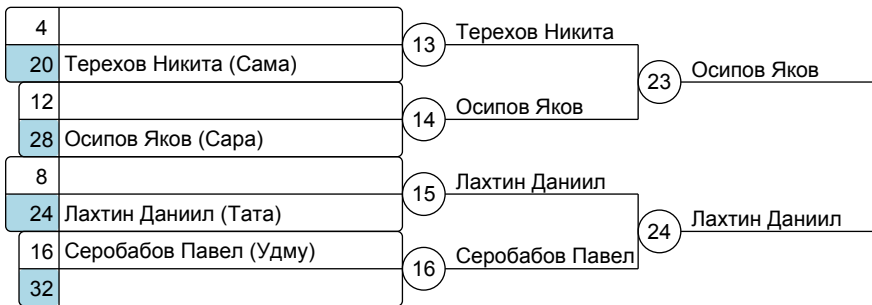 4
13
Терехов Никита
20 Терехов Никита (Сама)
23
Осипов Яков
12
14
Осипов Яков
28 Осипов Яков (Сара)
8
15
Лахтин Даниил
24 Лахтин Даниил (Тата)
24
Лахтин Даниил
16 Серобабов Павел (Удму)
16
Серобабов Павел
32